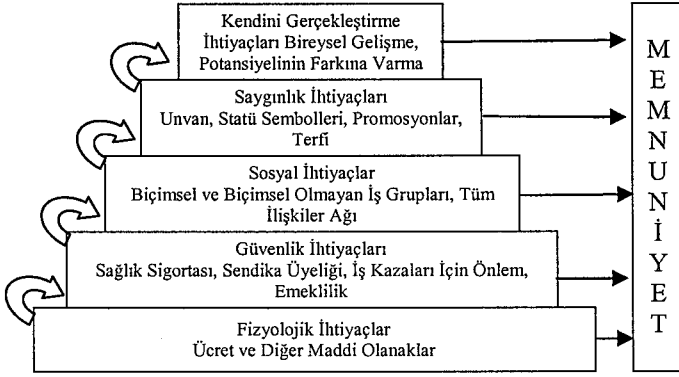 Kendini Gerçekleştirme
İhtiyaçları Bireysel Gelişme,
Potansiyelinin Farkına Varma
Saygınlık İhtiyaçları
Unvan, Statü Sembolleri, Promosyonlar,
Terfi
Sosyal İhtiyaçlar
Biçimsel ve Biçimsel Olmayan İş Grupları, Tüm
İlişkiler Ağı
Güvenlik İhtiyaçları
Sağlık Sigortası, Sendika Üyeliği, İş Kazaları İçin Önlem,
Emeklilik
Fizyolojik İhtiyaçlar
Ücret ve Diğer Maddi Olanaklar
M
E
M
N
U
N
İ
Y
E
T